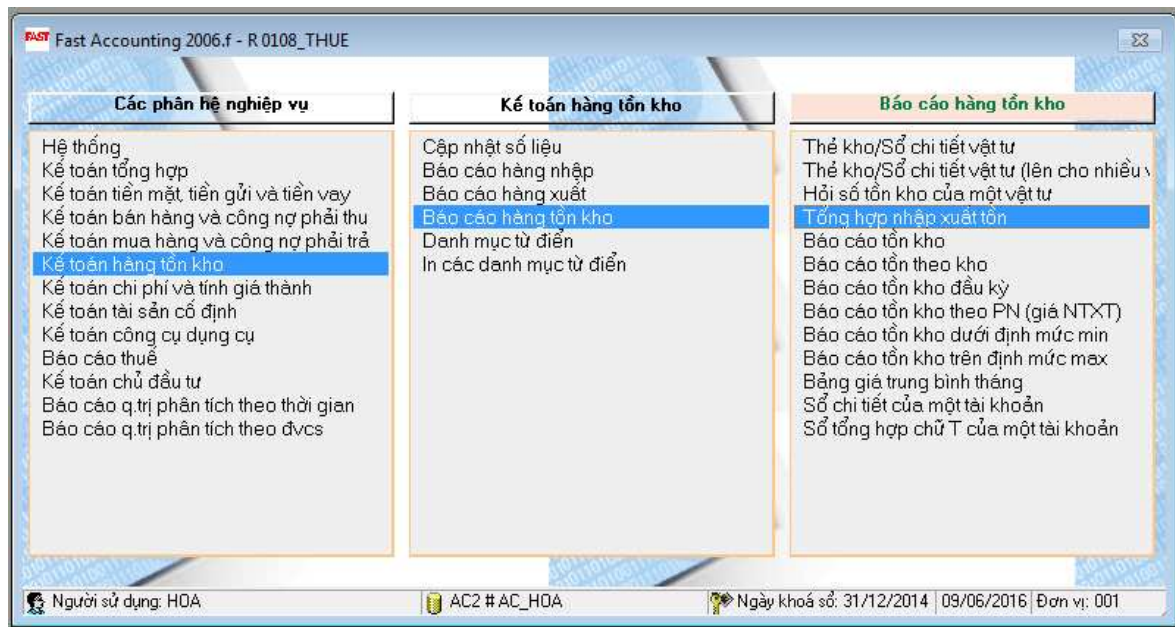 FAST Fast Accounting 2006.f - R 0108_THUE
Các phân hệ nghiệp vụ
Hệ thống
Kế toán tổng hợp
Kế toán tiền mặt, tiền gửi và tiền vay
Kế toán bán hàng và công nợ phải thu
Kế toán mua hàng và công nợ phải trả
Kế toán hàng tồn kho
Kế toán chi phí và tính giá thành
Kế toán tài sản cố định
Kế toán công cụ dụng cụ
Báo cáo thuế
Kế toán chủ đầu tư
Báo cáo q.trị phân tích theo thời gian
Báo cáo q.trị phân tích theo đvcs
Kế toán hàng tồn kho
Cập nhật số liệu
Báo cáo hàng nhập
Báo cáo hàng xuất
Báo cáo hàng tồn kho
Danh mục từ điển
In các danh mục từ điển
Báo cáo hàng tồn kho
Thẻ kho/Sổ chi tiết vật tư
Thẻ kho/Sổ chi tiết vật tư (lên cho nhiều v
Hỏi số tồn kho của một vật tư
Tổng hợp nhập xuất tồn
Báo cáo tồn kho
Báo cáo tồn theo kho
Báo cáo tồn kho đầu kỳ
Báo cáo tồn kho theo PN (giá NTXT)
Báo cáo tồn kho dưới định mức min
Báo cáo tồn kho trên định mức max
Bảng giá trung bình tháng
Sổ chi tiết của một tài khoản
Sổ tổng hợp chữ T của một tài khoản
Người sử dụng: HOA
AC2 # AC_HOA
Ngày khoá sổ: 31/12/2014
09/06/2016
Đơn vị: 001